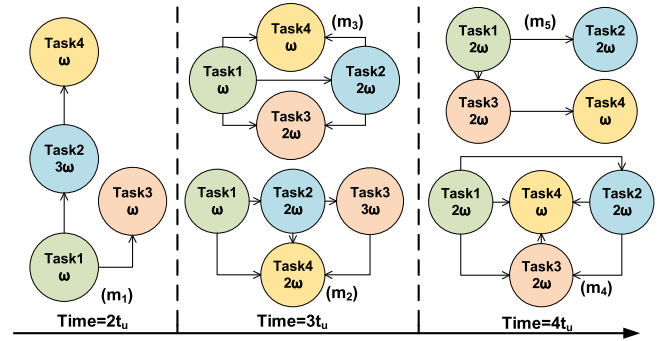 Task4
ω
Task2
3ω
Task3
ω
Task1
ω
(m1)
Time=2tu
(m3)
Task4
ω
Task1
ω
Task2
2ω
Task3
2ω
Task1
ω
Task2
2ω
Task3
3ω
Task4
2ω
(m2)
Time=3tu
(m5)
Task1
2ω
Task2
2ω
Task3
2ω
Task4
ω
Task1
2ω
Task4
ω
Task2
2ω
Task3
2ω
(m4)
Time=4tu